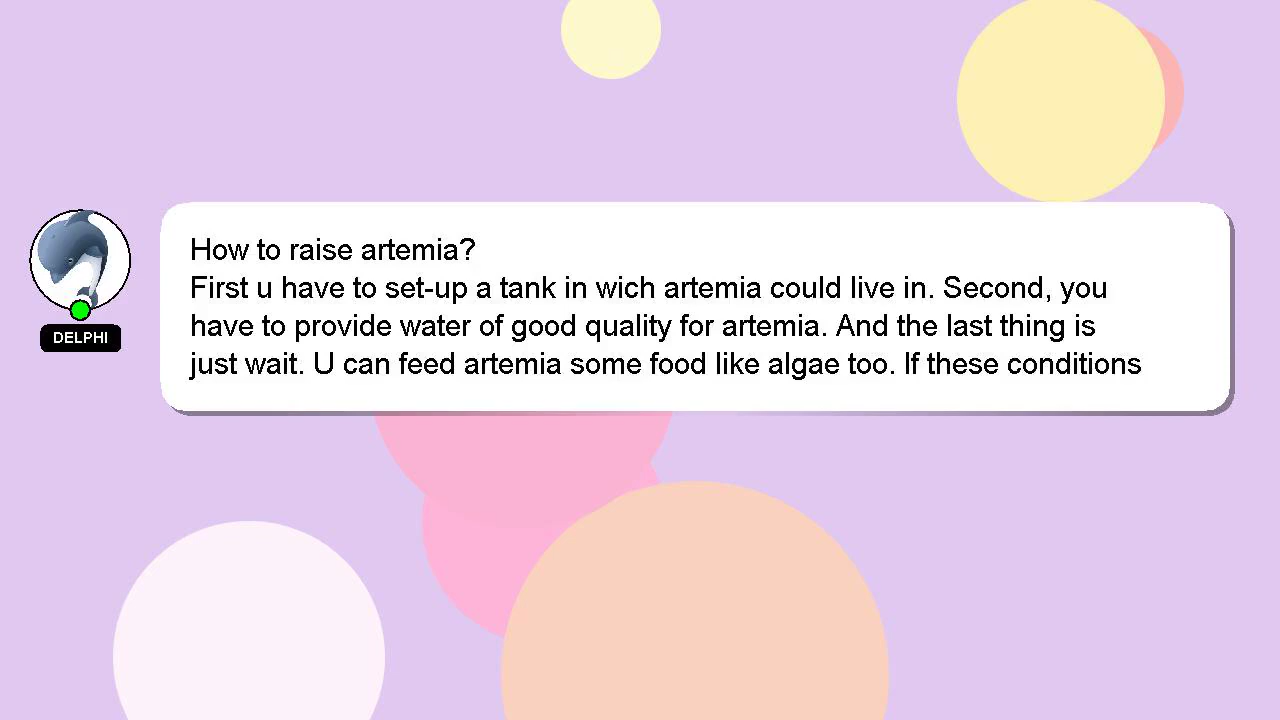 How to raise artemia?
First u have to set-up a tank in wich artemia could live in. Second, you
have to provide water of good quality for artemia. And the last thing is
just wait. U can feed artemia some food like algae too. If these conditions
DELPHI